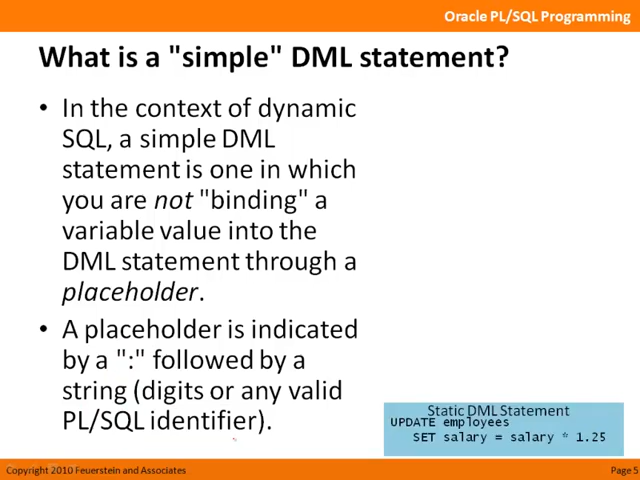 Oracle PL/SQL Programming
What is a "simple" DML statement?
• In the context of dynamic
SQL, a simple DML
statement is one in which
you are not "binding" a
variable value into the
DML statement through a
placeholder.
• A placeholder is indicated
by a ":" followed by a
string (digits or any valid
PL/SQL identifier).
Static DML Statement
UPDATE employees
SET salary = salary * 1.25
Copyright 2010 Feuerstein and Associates
Page 5